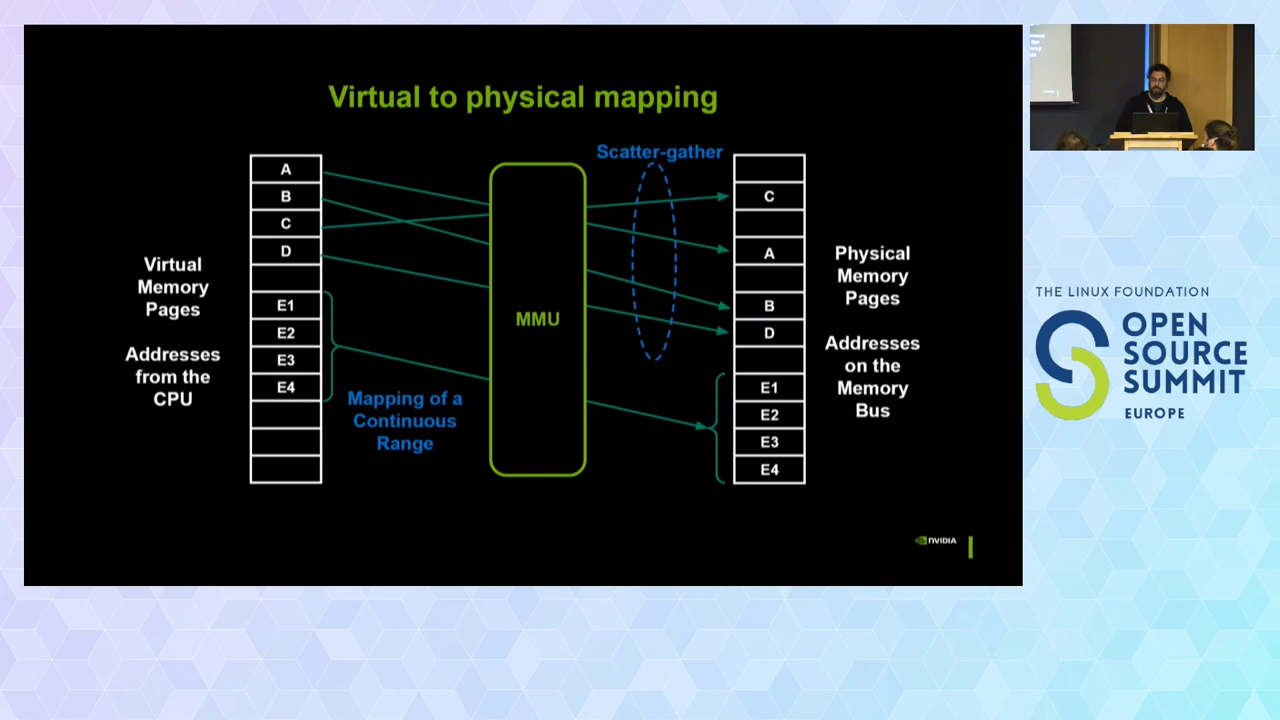 Virtual to physical mapping
Scatter-gather
A
B
C
D
E1
E2
E3
E4
Virtual
Memory
Pages
Addresses
from the
CPU
Mapping of a
Continuous
Range
MMU
C
A
B
D
E1
E2
E3
E4
Physical
Memory
Pages
Addresses
on the
Memory
Bus
NVIDIA
THE LINUX FOUNDATION
OPEN
SOURCE
SUMMIT
EUROPE